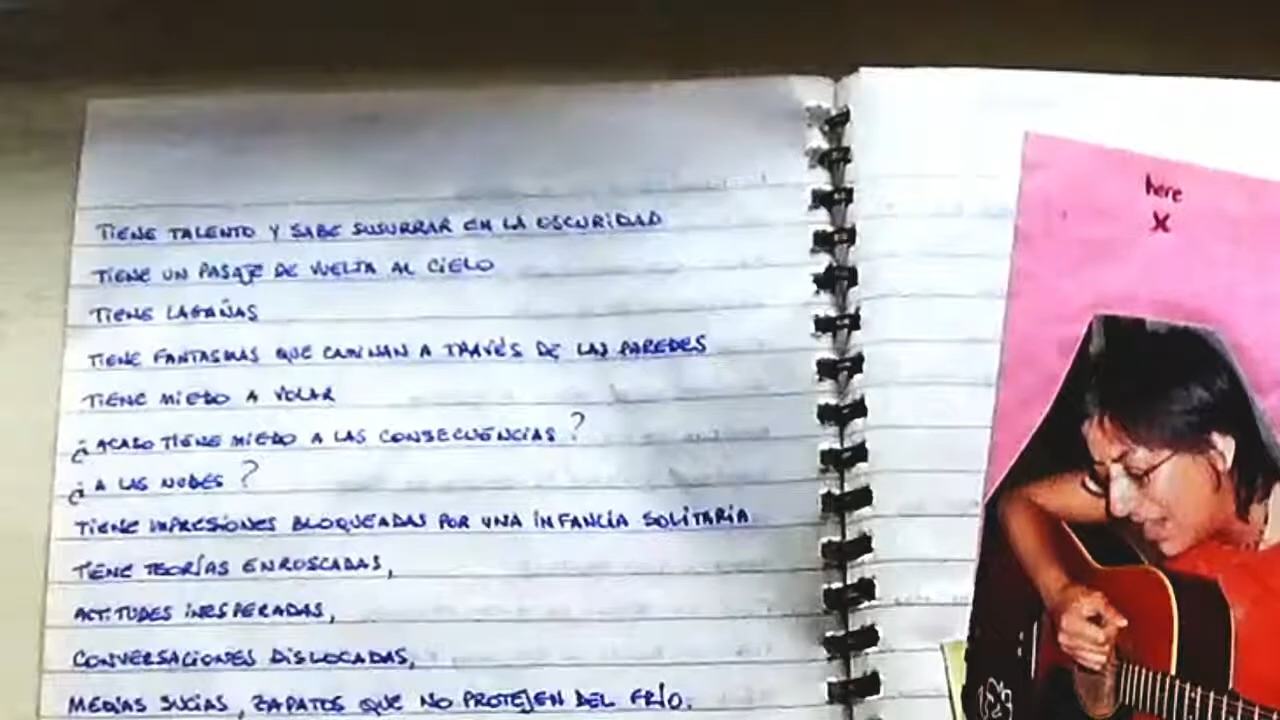 TIENE TALENTO Y SABE SUSURRAR EN LA OSCURIDAD
TIENE UN PASAJE DE VUELTA AL CIELO
TIENE LAGAÑAS
TIENE FANTASMAS QUE CAMINAN A TRAVÉS DE LAS PAREDES
TIENE MIEDO A VOLAR
¿ACASO TIENE MIEDO A LAS CONSECUENCIAS?
¿A LAS NUBES?
TIENE IMPRESIONES BLOQUEADAS POR UNA INFANCIA SOLITARIA
TIENE TEORÍAS ENROSCADAS,
ACTITUDES INESPERADAS,
CONVERSACIONES DISLOCADAS,
MEDIAS SUCIAS, ZAPATOS QUE NO PROTEJEN DEL FRÍO.
here
X